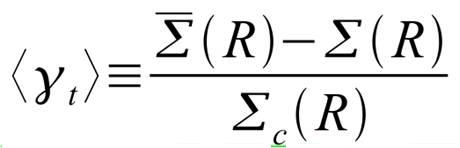 ⟨γ_t⟩ ≡ (Σ̅(R) − Σ(R)) / Σ_c(R)